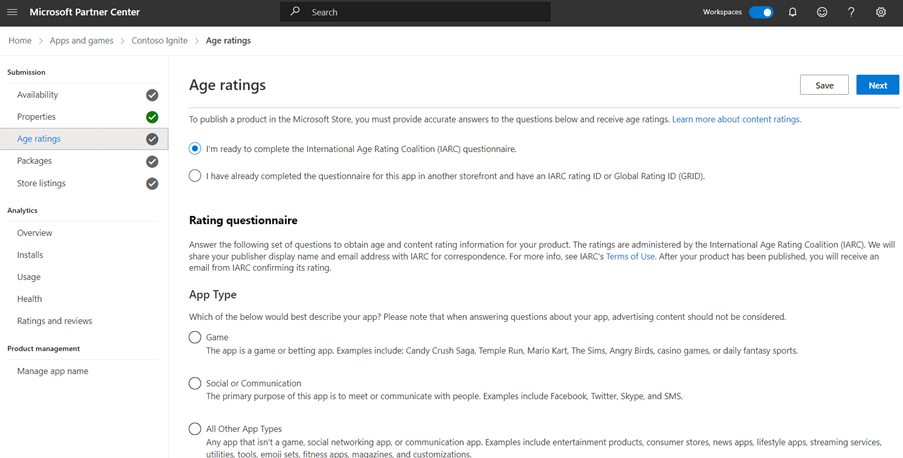 Microsoft Partner Center
Search
Workspaces
?
Home > Apps and games > Contoso Ignite > Age ratings
Submission
Availability
Properties
Age ratings
Packages
Store listings
Analytics
Overview
Installs
Usage
Health
Ratings and reviews
Product management
Manage app name
Age ratings
Save
Next
To publish a product in the Microsoft Store, you must provide accurate answers to the questions below and receive age ratings. Learn more about content ratings.
I'm ready to complete the International Age Rating Coalition (IARC) questionnaire.
I have already completed the questionnaire for this app in another storefront and have an IARC rating ID or Global Rating ID (GRID).
Rating questionnaire
Answer the following set of questions to obtain age and content rating information for your product. The ratings are administered by the International Age Rating Coalition (IARC). We will
share your publisher display name and email address with IARC for correspondence. For more info, see IARC's Terms of Use. After your product has been published, you will receive an
email from IARC confirming its rating.
App Type
Which of the below would best describe your app? Please note that when answering questions about your app, advertising content should not be considered.
Game
The app is a game or betting app. Examples include: Candy Crush Saga, Temple Run, Mario Kart, The Sims, Angry Birds, casino games, or daily fantasy sports.
Social or Communication
The primary purpose of this app is to meet or communicate with people. Examples include Facebook, Twitter, Skype, and SMS.
All Other App Types
Any app that isn't a game, social networking app, or communication app. Examples include entertainment products, consumer stores, news apps, lifestyle apps, streaming services,
utilities, tools, emoji sets, fitness apps, magazines, and customizations.